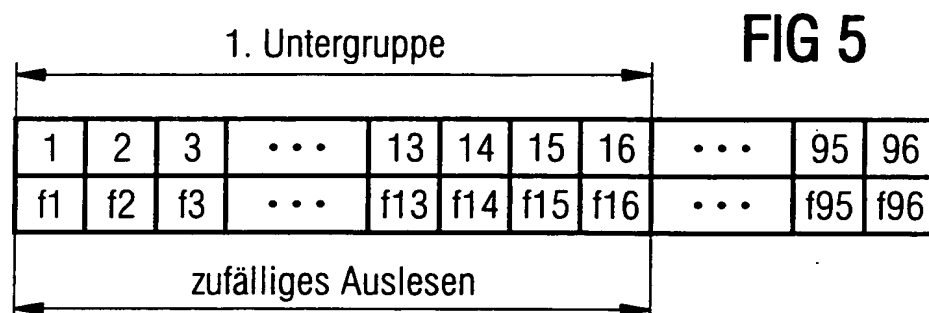 FIG 5
1. Untergruppe
1 2 3 ... 13 14 15 16 ... 95 96
f1 f2 f3 ... f13 f14 f15 f16 ... f95 f96
zufälliges Auslesen